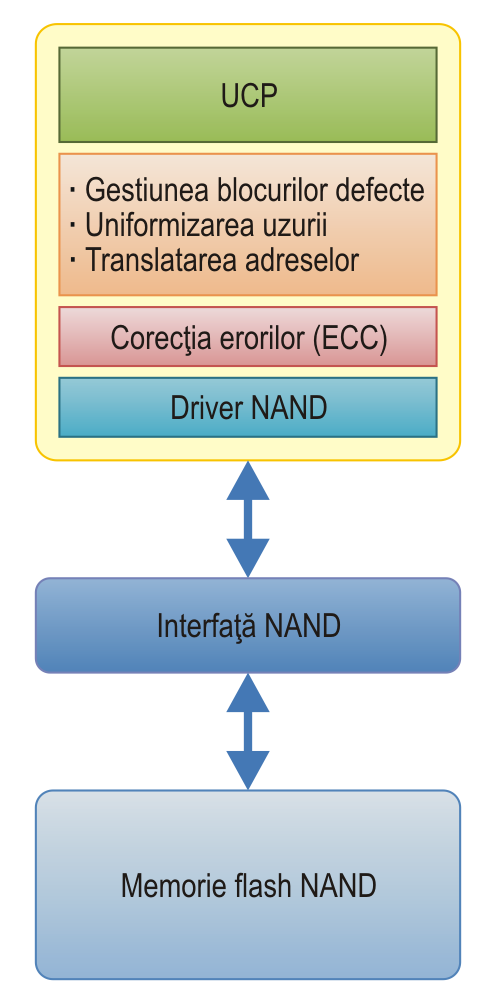 UCP
· Gestiunea blocurilor defecte
· Uniformizarea uzurii
· Translatarea adreselor
Corecţia erorilor (ECC)
Driver NAND
Interfaţă NAND
Memorie flash NAND